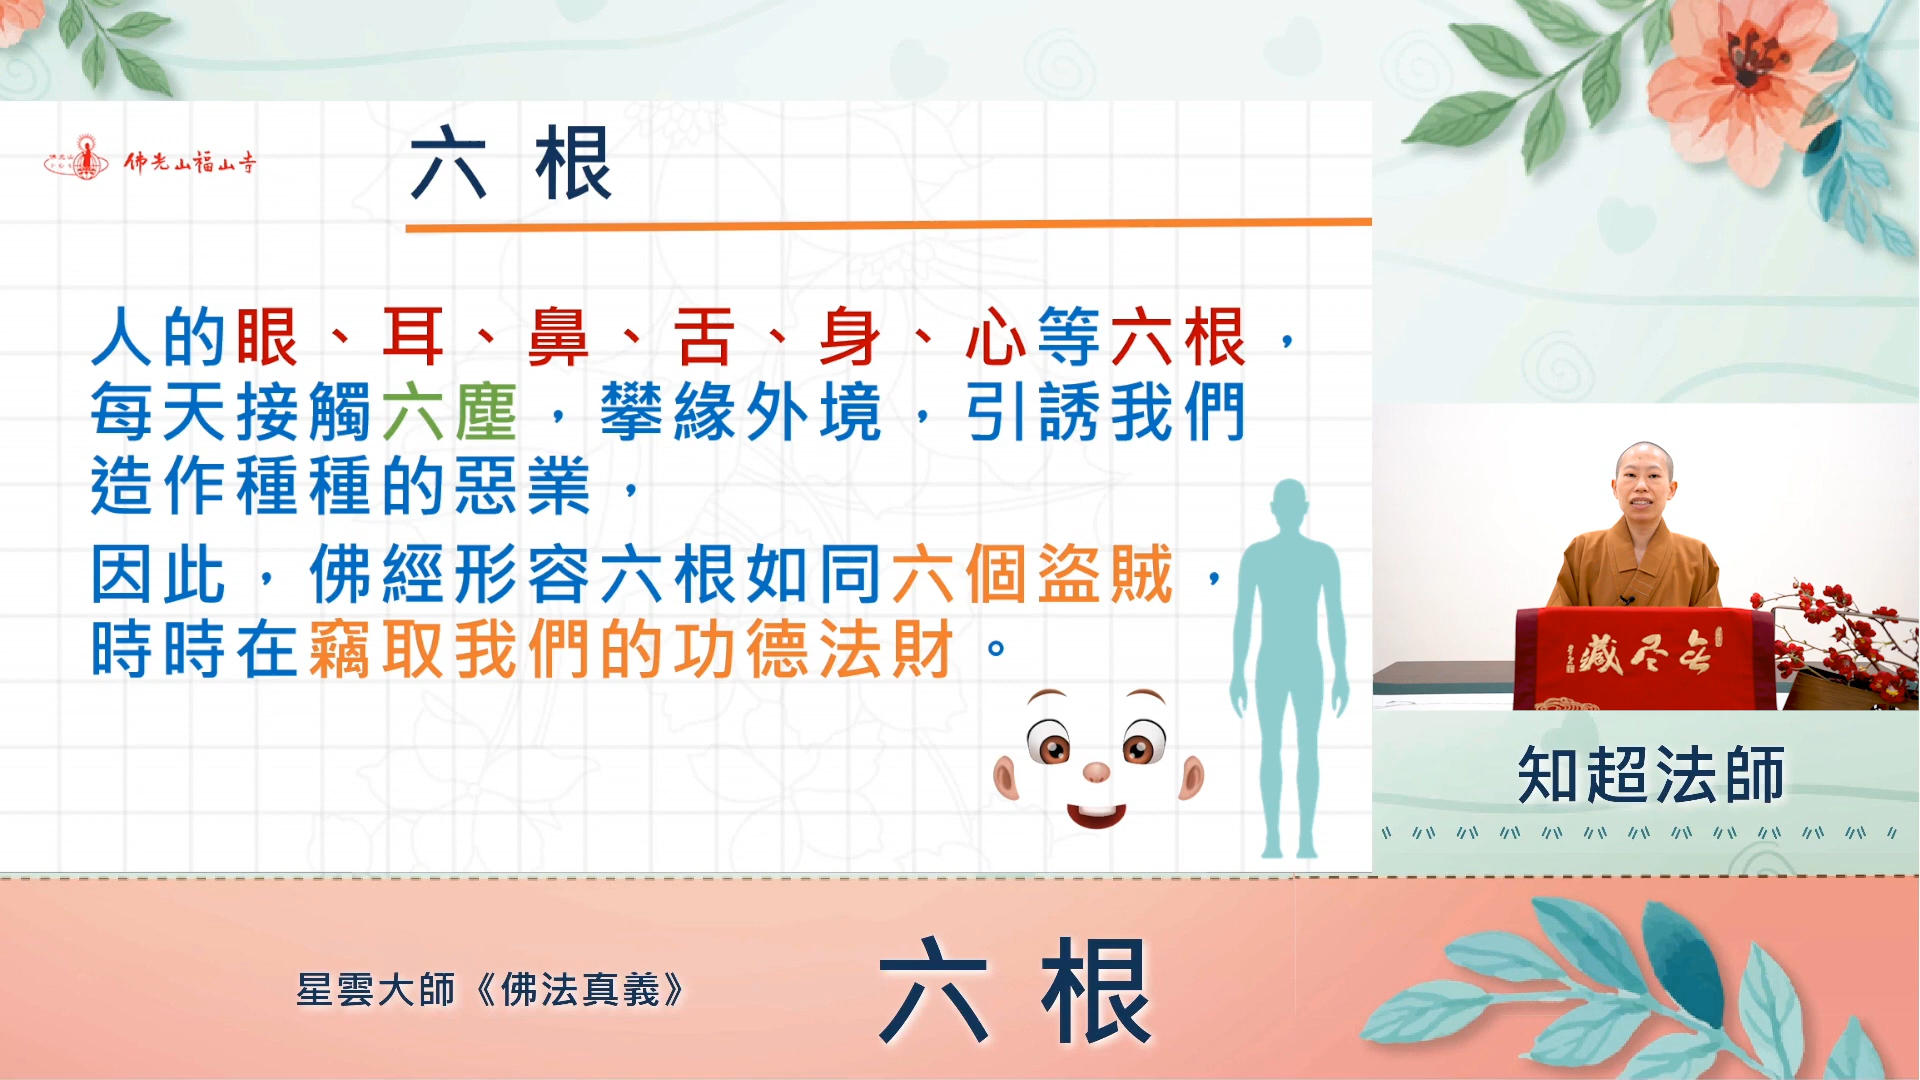 佛光山福山寺
六根
人的眼、耳、鼻、舌、身、心等六根，
每天接觸六塵，攀緣外境，引誘我們
造作種種的惡業，
因此，佛經形容六根如同六個盜賊，
時時在竊取我們的功德法財。
無尽藏
知超法師
星雲大師《佛法真義》
六根